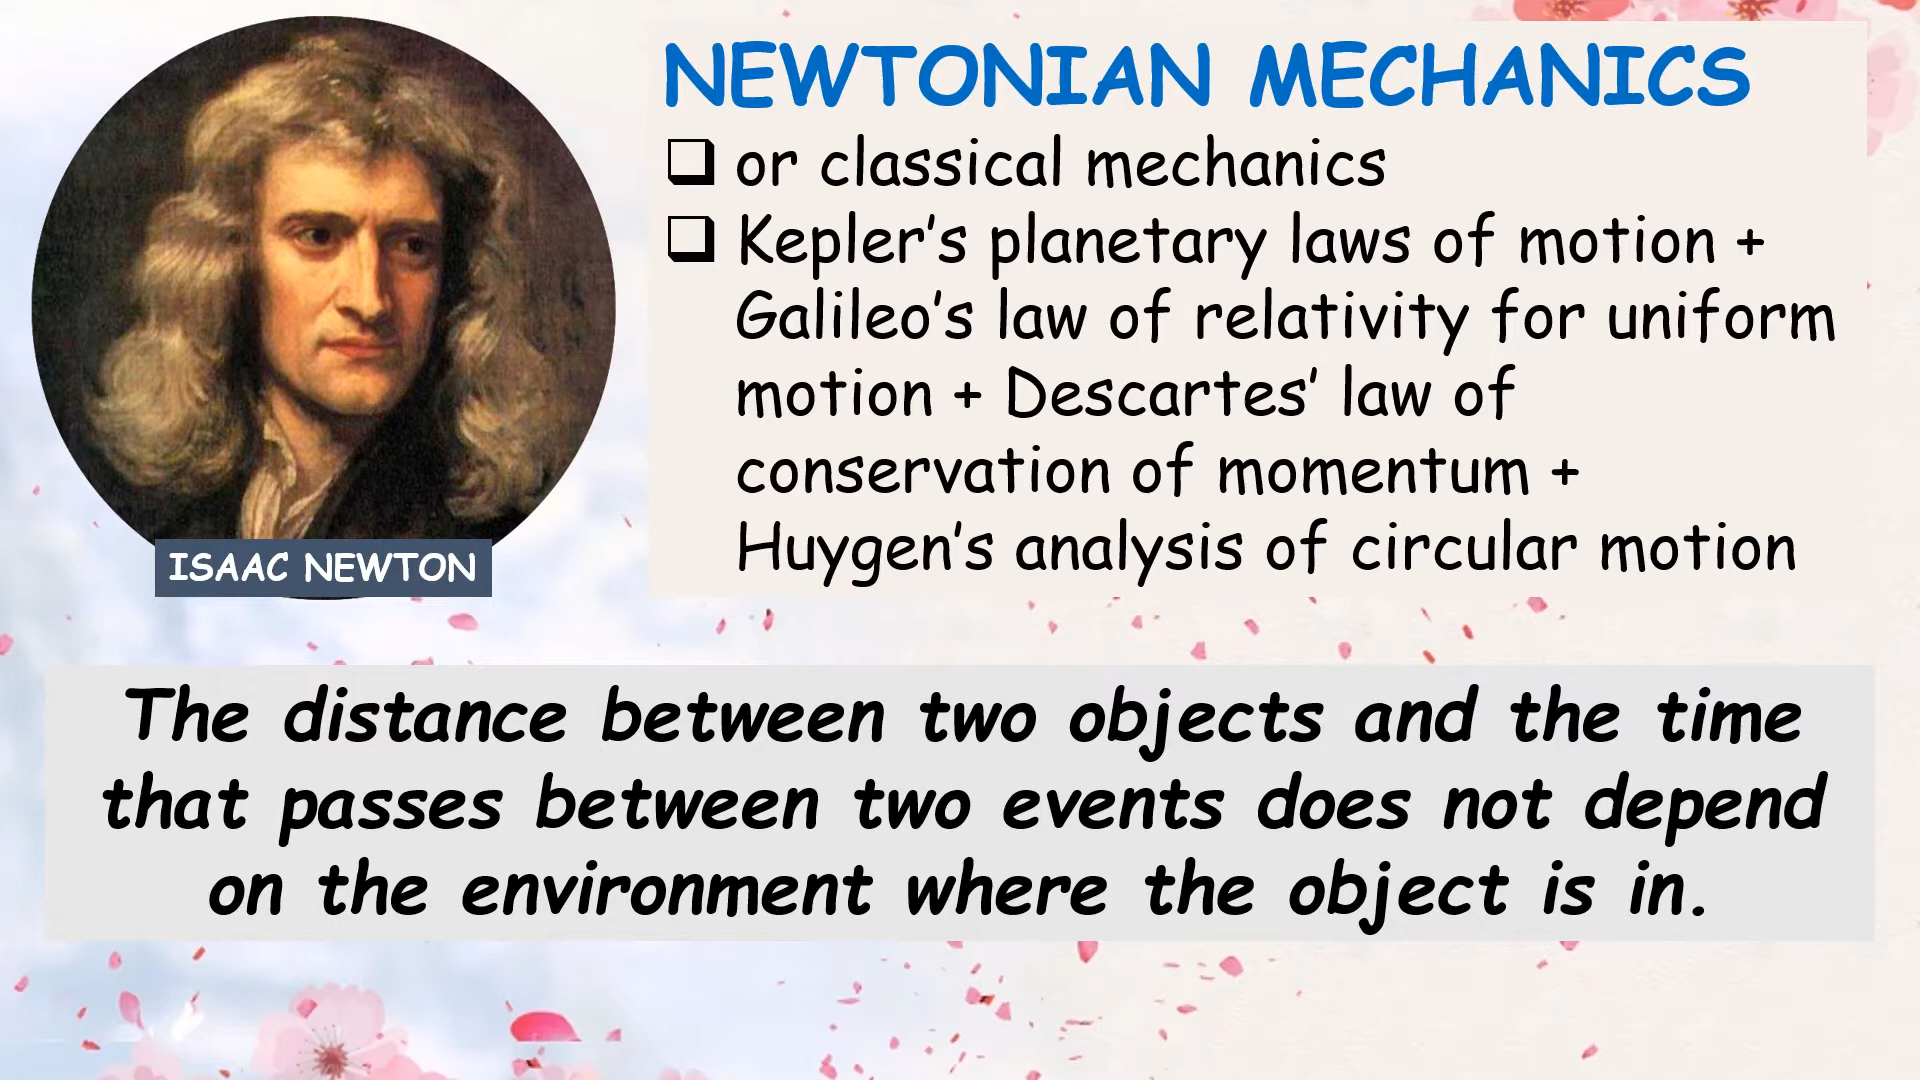 NEWTONIAN MECHANICS
or classical mechanics
Kepler’s planetary laws of motion +
Galileo’s law of relativity for uniform
motion + Descartes’ law of
conservation of momentum +
Huygen’s analysis of circular motion
ISAAC NEWTON
The distance between two objects and the time
that passes between two events does not depend
on the environment where the object is in.